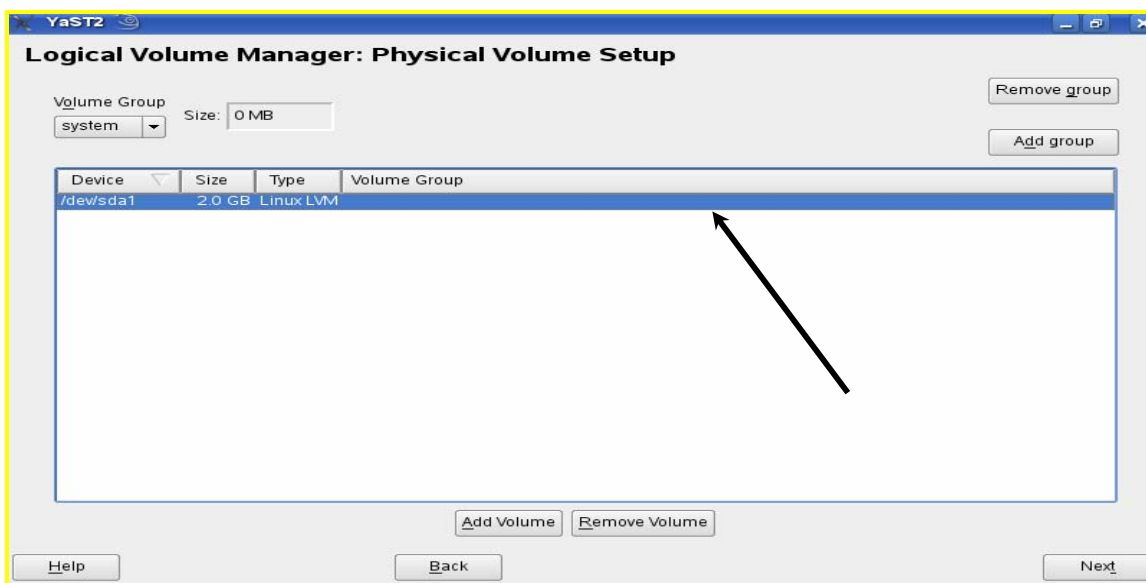 YaST2
Logical Volume Manager: Physical Volume Setup
Remove group
Volume Group
system
Size: 0 MB
Add group
Device Size Type Volume Group
/dev/sda1 2.0 GB Linux LVM
Add Volume Remove Volume
Help Back Next